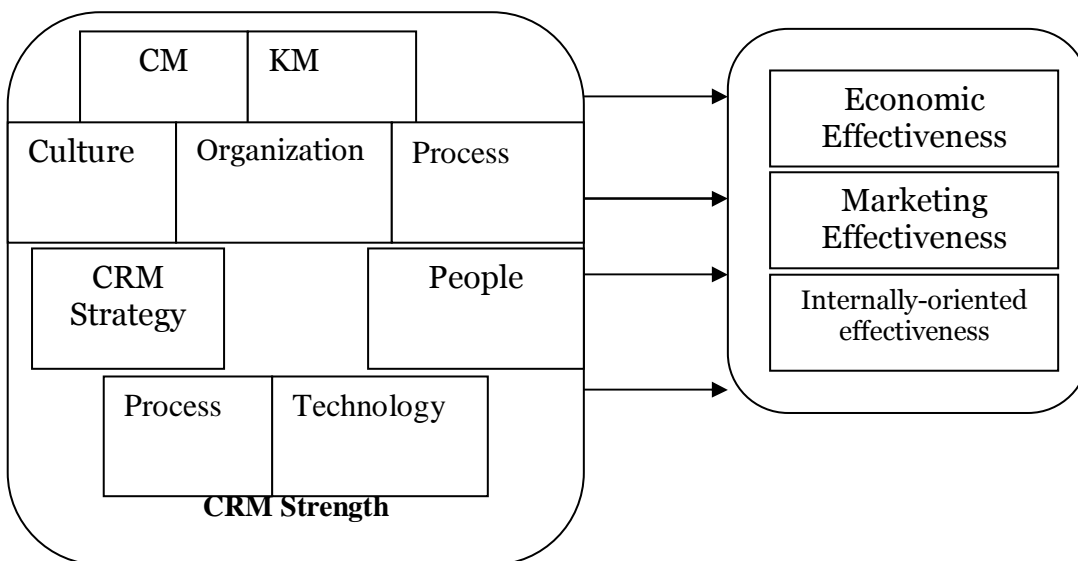 CM KM
Culture Organization Process
CRM
Strategy
People
Process Technology
CRM Strength
Economic
Effectiveness
Marketing
Effectiveness
Internally-oriented
effectiveness